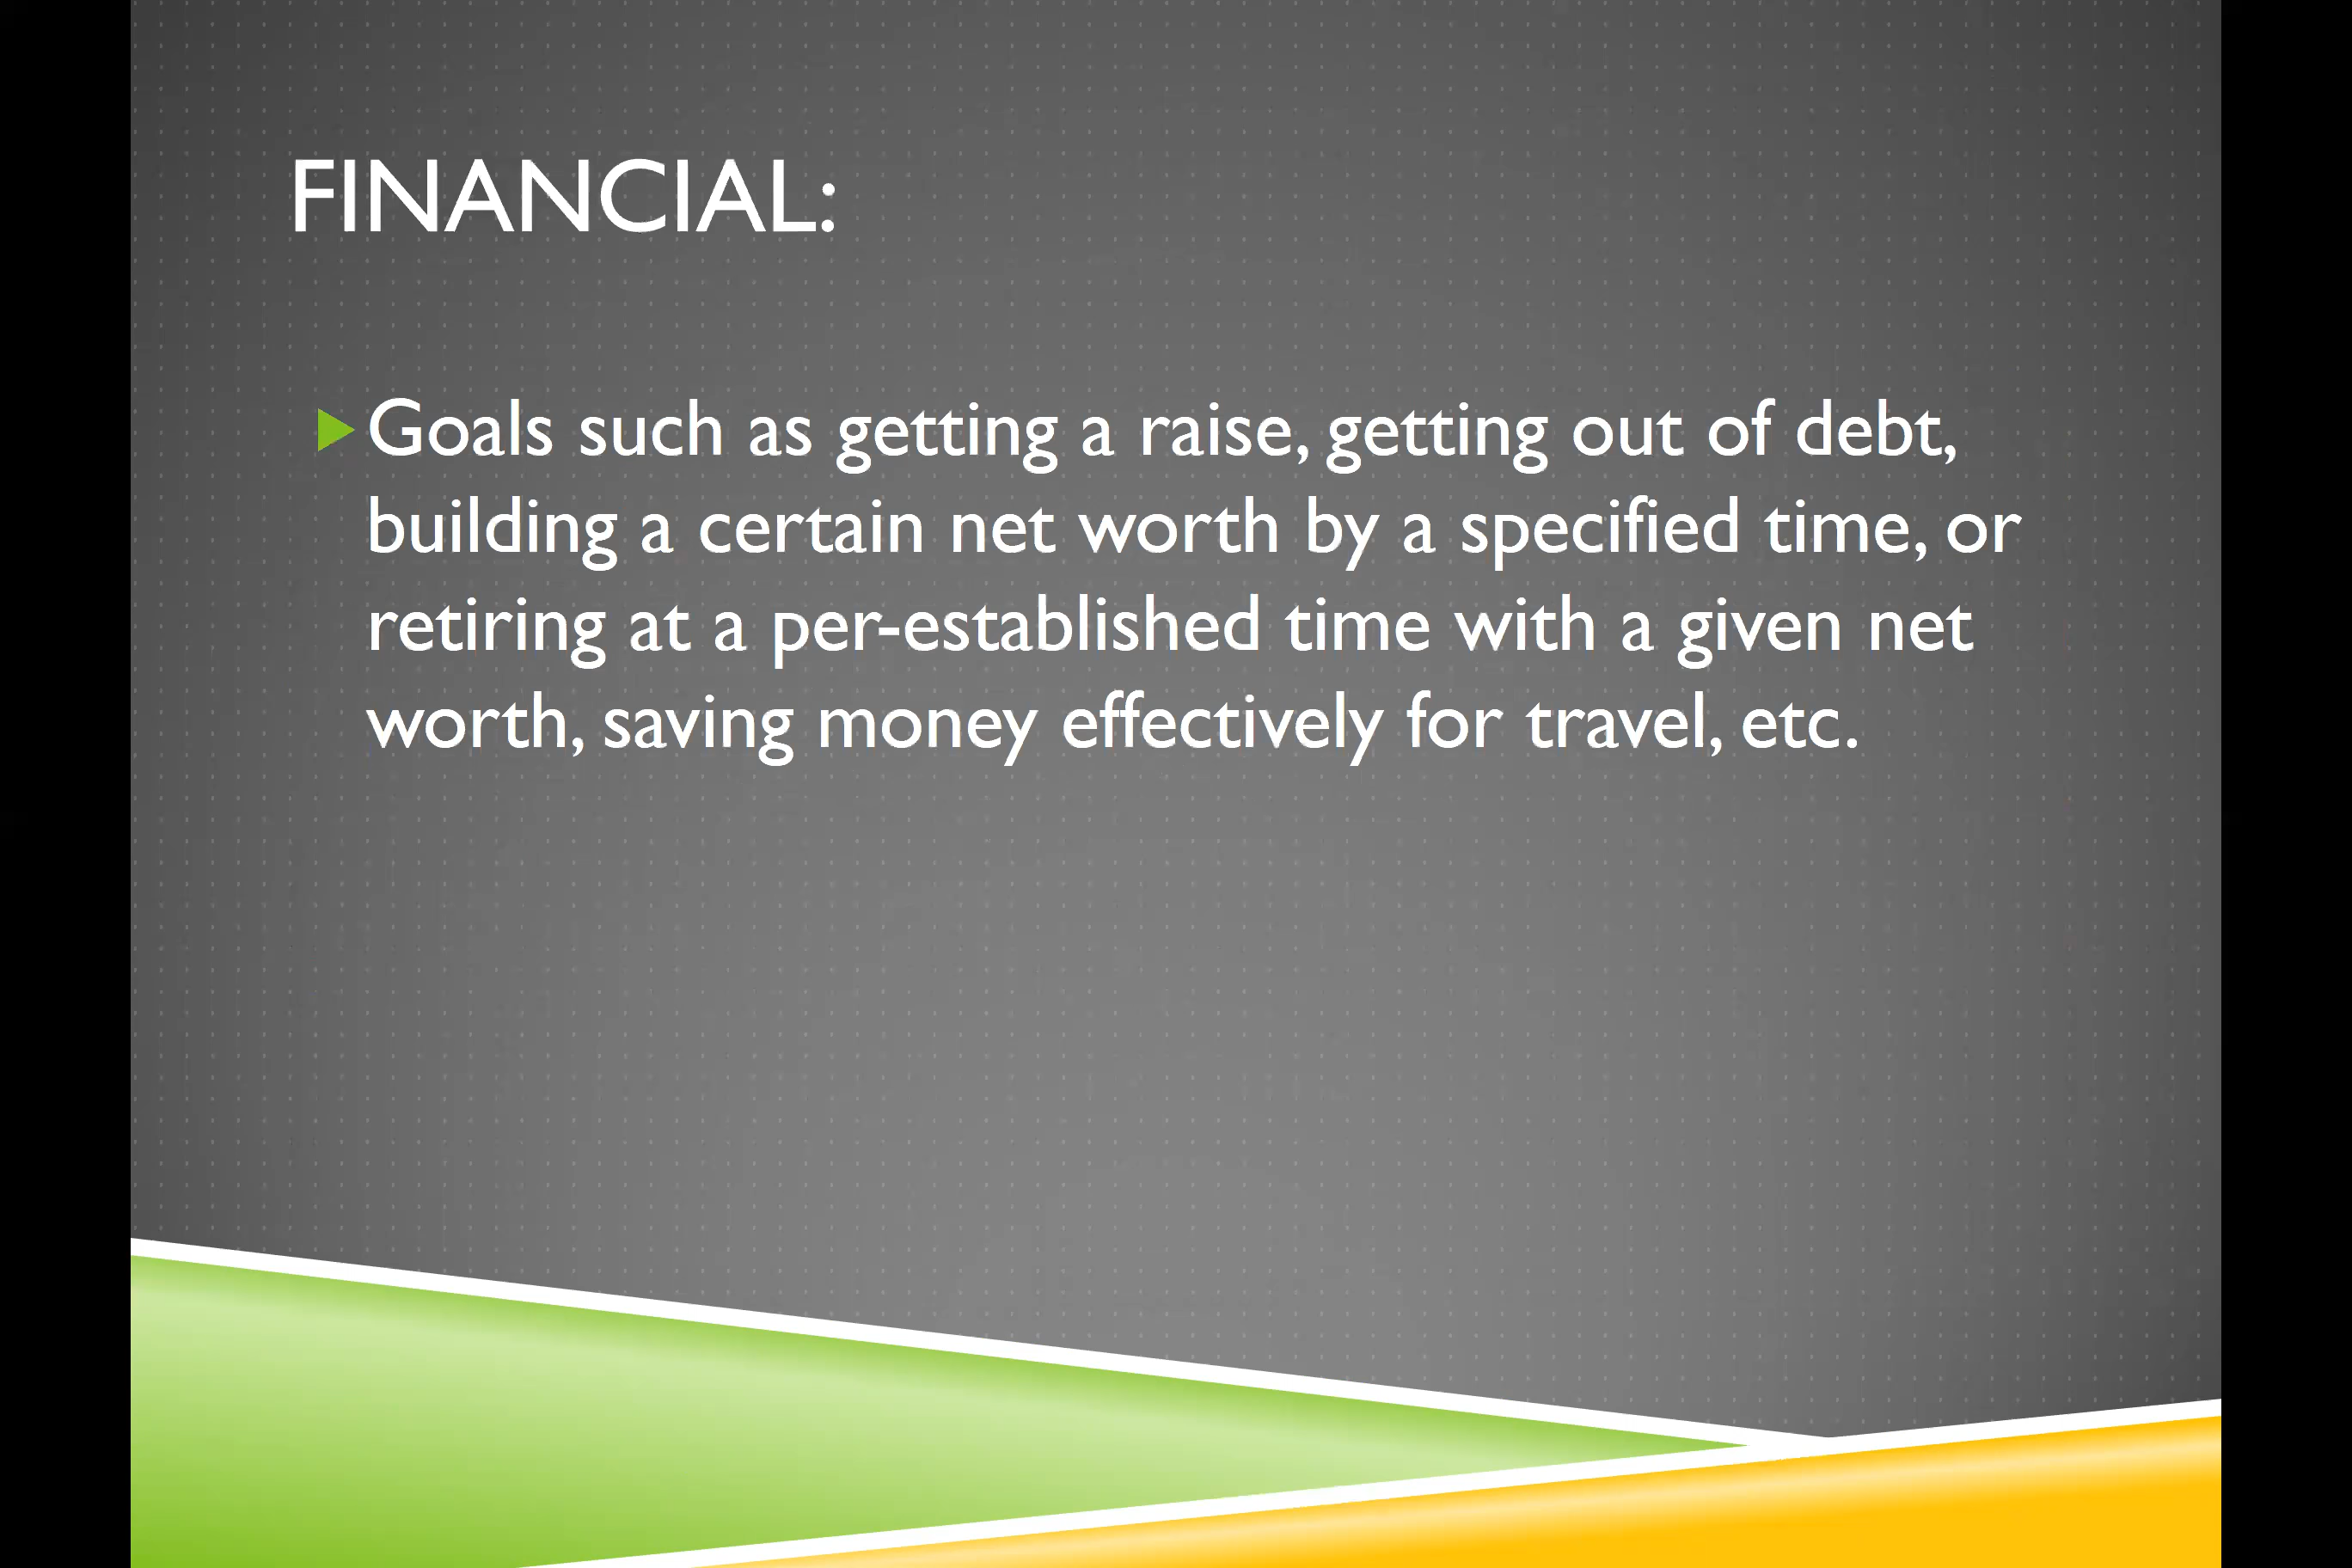 FINANCIAL:
Goals such as getting a raise, getting out of debt,
building a certain net worth by a specified time, or
retiring at a per-established time with a given net
worth, saving money effectively for travel, etc.